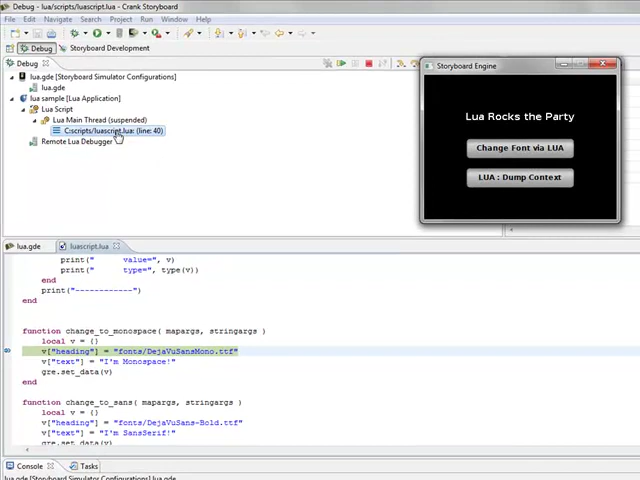 Debug - lua/scripts/luascript.lua - Crank Storyboard
File Edit Navigate Search Project Run Window Help
Debug Storyboard Development
Debug
lua.gde [Storyboard Simulator Configurations]
lua.gde
lua sample [Lua Application]
Lua Script
Lua Main Thread (suspended)
C:scripts/luascript.lua: (line: 40)
Remote Lua Debugger
Storyboard Engine
Lua Rocks the Party
Change Font via LUA
LUA : Dump Context
lua.gde luascript.lua
print(" value=", v)
print(" type=", type(v))
end
print("------------")
end
function change_to_monospace( mapargs, stringargs )
local v = {}
v["heading"] = "fonts/DejaVuSansMono.ttf"
v["text"] = "I'm Monospace!"
gre.set_data(v)
end
function change_to_sans( mapargs, stringargs )
local v = {}
v["heading"] = "fonts/DejaVuSans-Bold.ttf"
v["text"] = "I'm SansSerif!"
gre.set_data(v)
Console Tasks
lua.gde [Storyboard Simulator Configurations] lua.gde